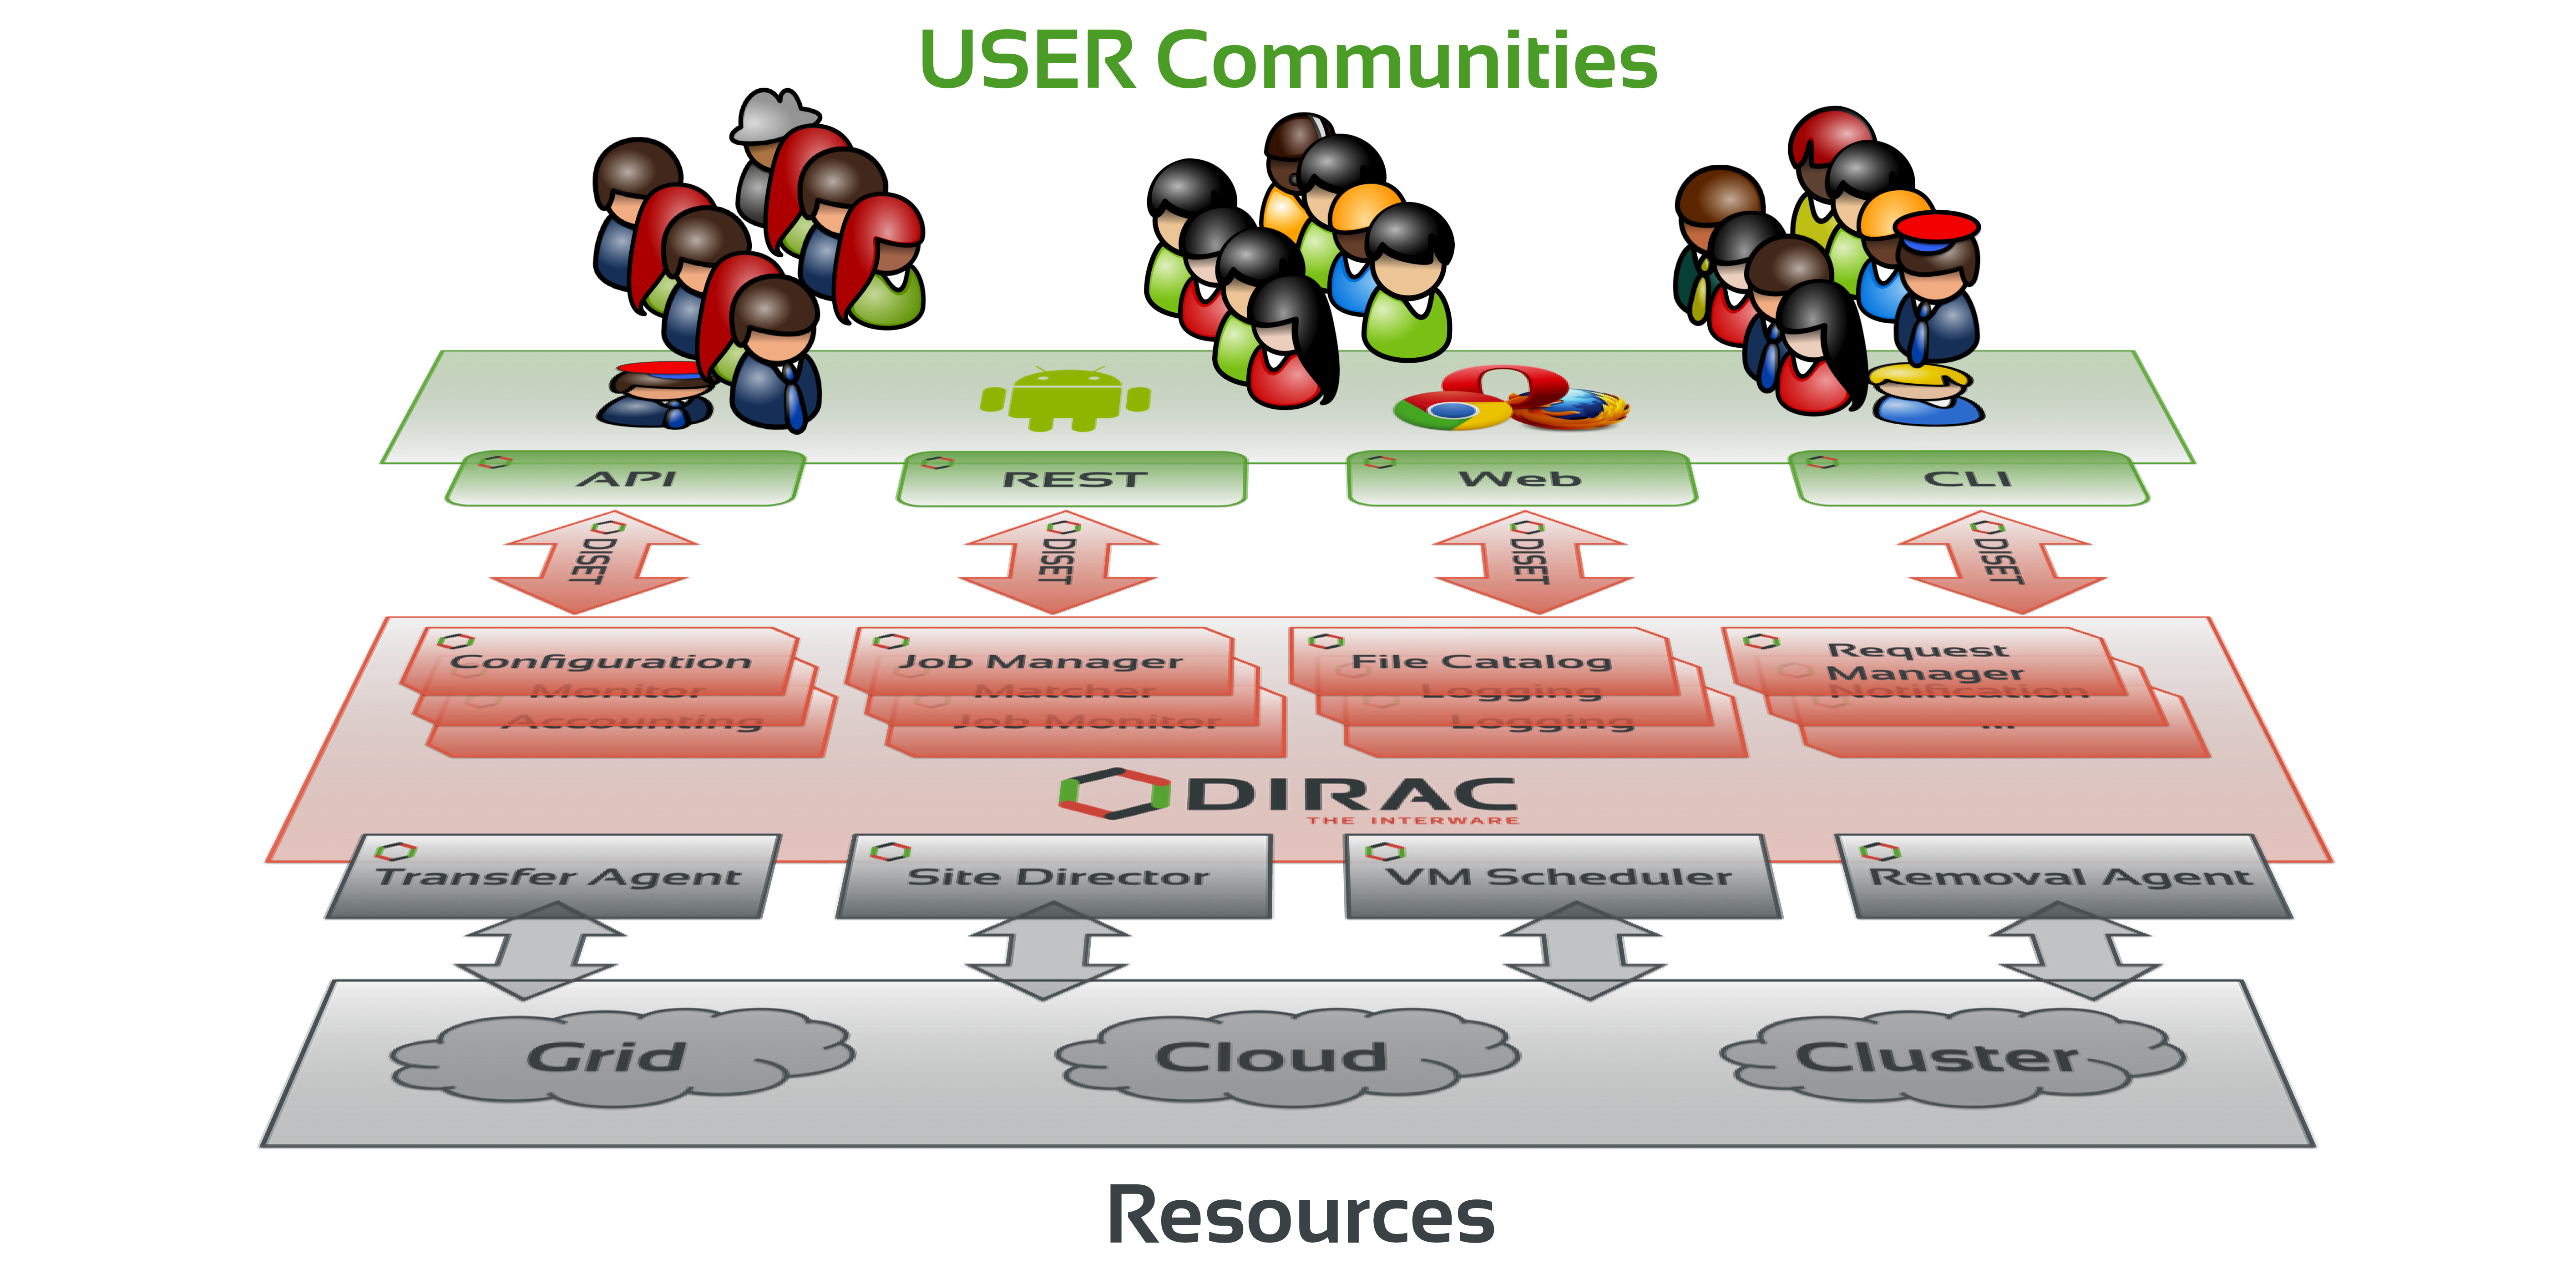 USER Communities
API
REST
Web
CLI
DISET
DISET
DISET
DISET
Configuration
Monitor
Accounting
Job Manager
Matcher
Job Monitor
File Catalog
Logging
Logging
Request
Manager
Notification
...
DIRAC
THE INTERWARE
Transfer Agent
Site Director
VM Scheduler
Removal Agent
Grid
Cloud
Cluster
Resources